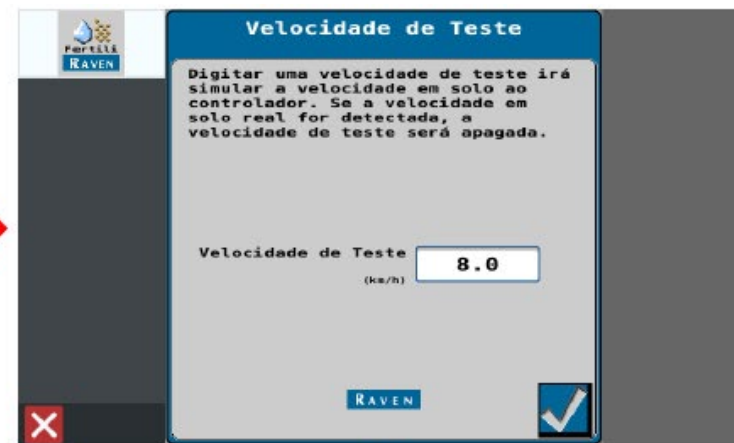 Fertili
RAVEN
Velocidade de Teste
Digitar uma velocidade de teste irá
simular a velocidade em solo ao
controlador. Se a velocidade em
solo real for detectada, a
velocidade de teste será apagada.
Velocidade de Teste
8.0
(km/h)
RAVEN